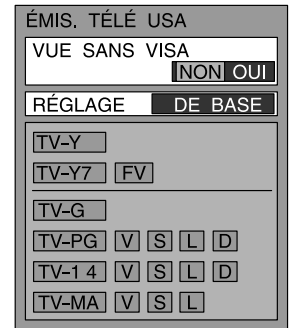 ÉMIS. TÉLÉ USA
VUE SANS VISA
NON OUI
RÉGLAGE DE BASE
TV–Y
TV–Y7 FV
TV–G
TV–PG V S L D
TV–1 4 V S L D
TV–MA V S L